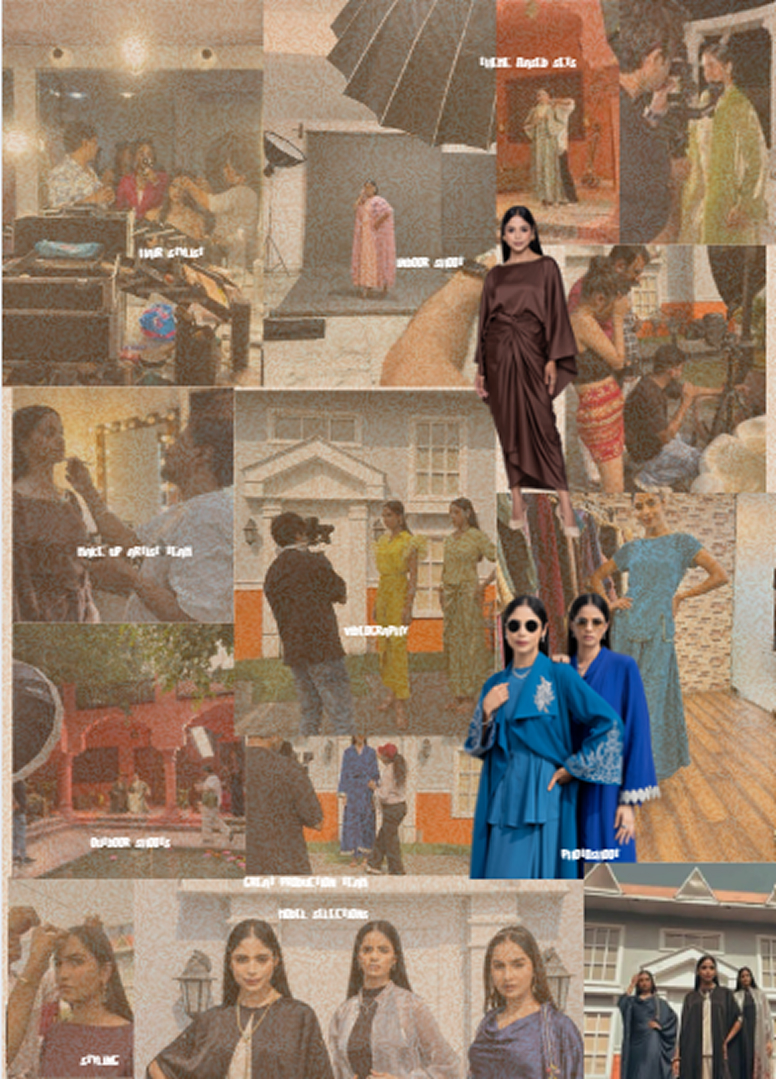 THEME BASED SETS
HAIR STYLIST
INDOOR SHOOT
MAKE UP ARTIST TEAM
VIDEOGRAPHY
OUTDOOR SHOOTS
PHOTOSHOOT
GREAT PRODUCTION TEAM
MODEL SELECTIONS
STYLING